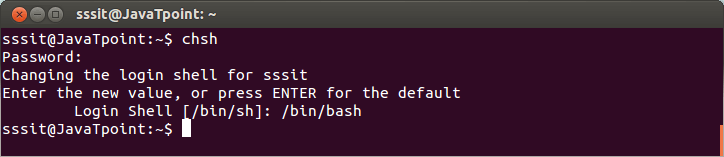 sssit@JavaTpoint: ~
sssit@JavaTpoint:~$ chsh
Password:
Changing the login shell for sssit
Enter the new value, or press ENTER for the default
        Login Shell [/bin/sh]: /bin/bash
sssit@JavaTpoint:~$